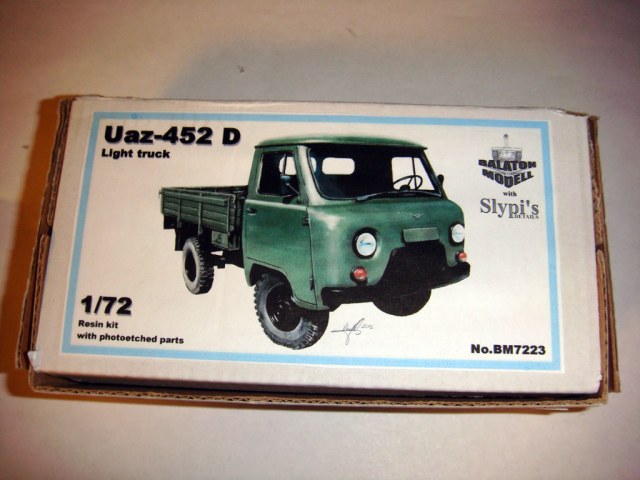 Uaz-452 D
Light truck
BALATON
MODELL
with
Slypi's
DETAILS
1/72
Resin kit
with photoetched parts
No.BM7223